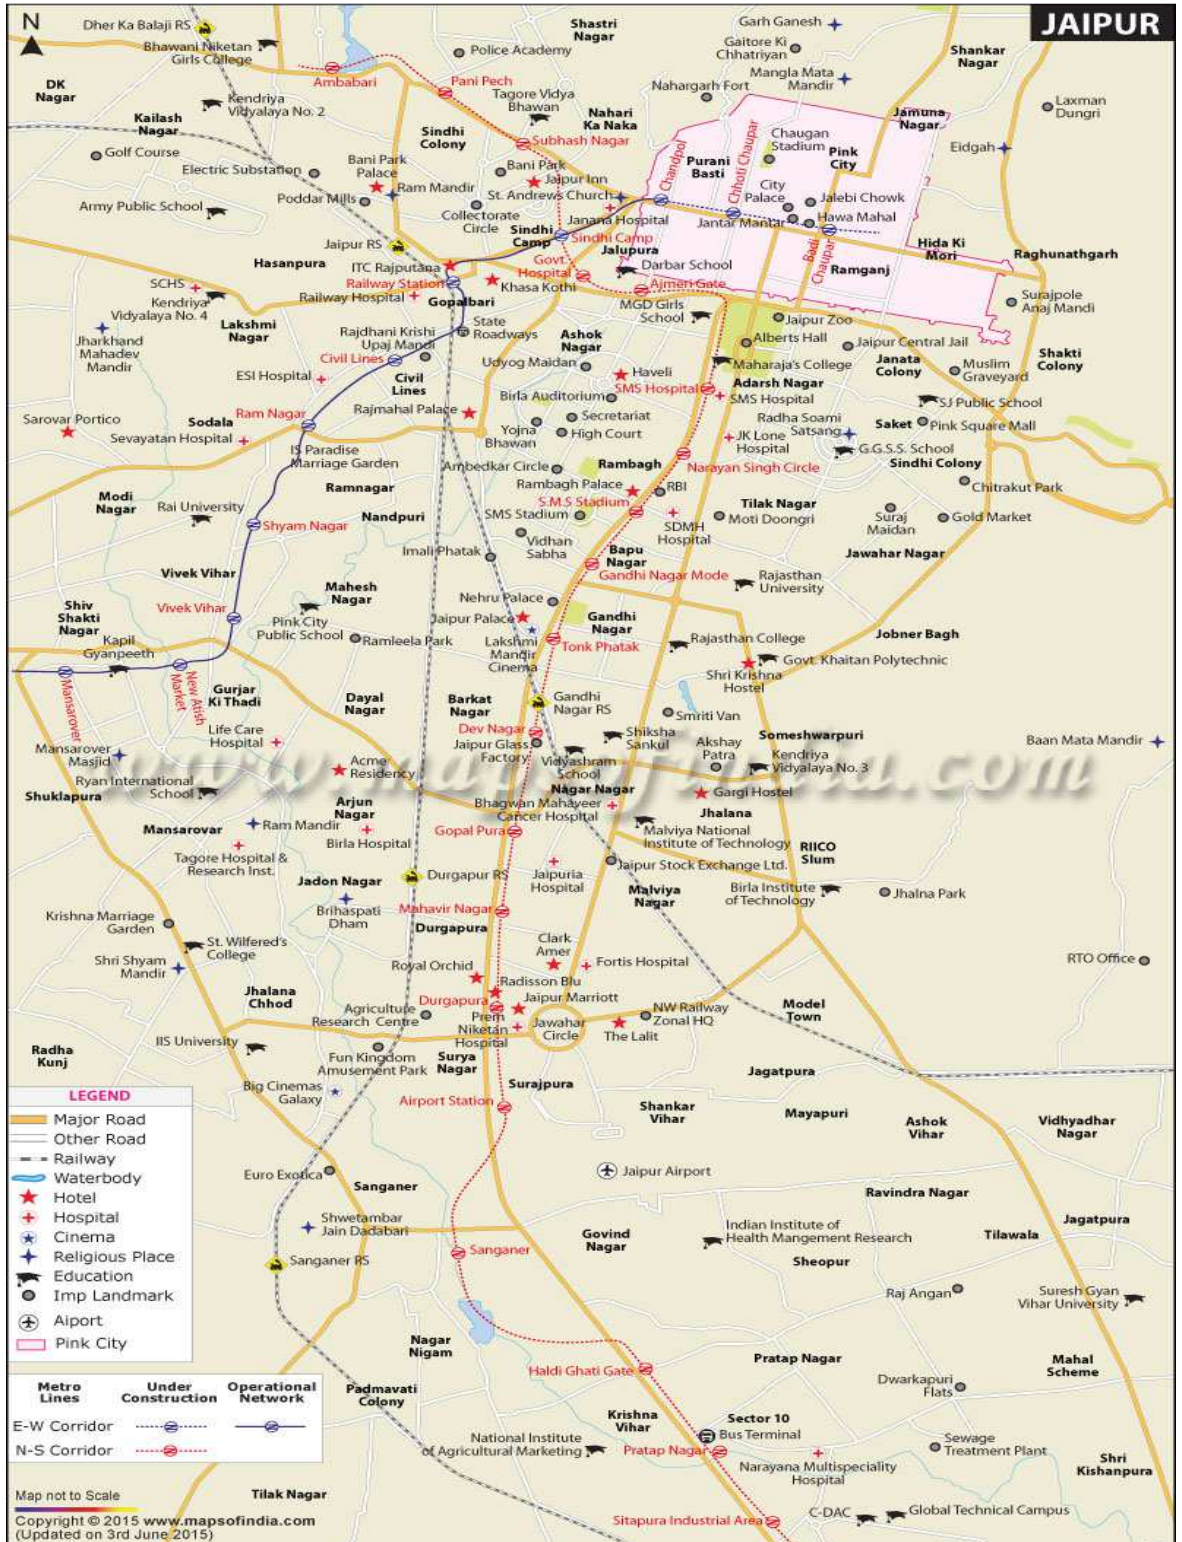 JAIPUR
N
Dher Ka Balaji RS
Bhawani Niketan
Girls College
Shastri
Nagar
Garh Ganesh
Gaitore Ki
Chhatriyan
Police Academy
Shankar
Nagar
Ambabari
Pani Pech
Mangla Mata
Mandir
Nahargarh Fort
DK
Nagar
Kendriya
Vidyalaya No. 2
Tagore Vidya
Bhawan
Nahari
Ka Naka
Jamuna
Nagar
Laxman
Dungri
Kailash
Nagar
Sindhi
Colony
Subhash Nagar
Chaugan
Stadium
Pink
City
Eidgah
Golf Course
Electric Substation
Bani Park
Palace
Bani Park
Jaipur Inn
Chandpol
Purani
Basti
Chhoti Chaupar
Ram Mandir
Poddar Mills
St. Andrews Church
City
Palace
Jalebi Chowk
Army Public School
Collectorate
Circle
Janana Hospital
Jantar Mantar
Hawa Mahal
Sindhi
Camp
Sindhi Camp
Jaipur RS
Jalupura
Badi
Chaupar
Hida Ki
Mori
Raghunathgarh
Hasanpura
ITC Rajputana
Govt.
Hospital
Darbar School
Ramganj
Railway Station
Khasa Kothi
Ajmeri Gate
SCHS
Railway Hospital
Gopalbari
MGD Girls
School
Surajpole
Anaj Mandi
Kendriya
Vidyalaya No. 4
Lakshmi
Nagar
Rajdhani Krishi
Upaj Mandi
State
Roadways
Ashok
Nagar
Jaipur Zoo
Alberts Hall
Jaipur Central Jail
Jharkhand
Mahadev
Mandir
Civil Lines
Udyog Maidan
Maharaja's College
Janata
Colony
Muslim
Graveyard
Shakti
Colony
ESI Hospital
Civil
Lines
Haveli
SMS Hospital
Adarsh Nagar
SMS Hospital
Birla Auditorium
SJ Public School
Sarovar Portico
Ram Nagar
Rajmahal Palace
Secretariat
Radha Soami
Satsang
Saket
Pink Square Mall
Sodala
Sevayatan Hospital
Yojna
Bhawan
High Court
JK Lone
Hospital
G.G.S.S. School
IS Paradise
Marriage Garden
Ambedkar Circle
Rambagh
Narayan Singh Circle
Sindhi Colony
Ramnagar
Rambagh Palace
RBI
Chitrakut Park
Modi
Nagar
Rai University
S.M.S Stadium
Tilak Nagar
Nandpuri
SMS Stadium
Moti Doongri
Suraj
Maidan
Gold Market
Shyam Nagar
SDMH
Hospital
Vidhan
Sabha
Imali Phatak
Bapu
Nagar
Jawahar Nagar
Vivek Vihar
Gandhi Nagar Mode
Rajasthan
University
Mahesh
Nagar
Nehru Palace
Shiv
Shakti
Nagar
Vivek Vihar
Pink City
Public School
Jaipur Palace
Gandhi
Nagar
Ramleela Park
Lakshmi
Mandir
Cinema
Tonk Phatak
Rajasthan College
Jobner Bagh
Kapil
Gyanpeeth
Govt. Khaitan Polytechnic
Mansarover
New Atish
Market
Shri Krishna
Hostel
Gurjar
Ki Thadi
Dayal
Nagar
Barkat
Nagar
Gandhi
Nagar RS
Smriti Van
Life Care
Hospital
Dev Nagar
Shiksha
Sankul
Someshwarpuri
Mansarover
Masjid
Jaipur Glass
Factory
Akshay
Patra
Kendriya
Vidyalaya No. 3
Baan Mata Mandir
www.mapsofindia.com
Acme
Residency
Vidyashram
School
Ryan International
School
Nagar Nagar
Gargi Hostel
Shuklapura
Arjun
Nagar
Bhagwan Mahaveer
Cancer Hospital
Jhalana
Mansarovar
Ram Mandir
Birla Hospital
Gopal Pura
Malviya National
Institute of Technology
RIICO
Slum
Tagore Hospital &
Research Inst.
Jaipuria
Hospital
Jaipur Stock Exchange Ltd.
Jadon Nagar
Durgapur RS
Malviya
Nagar
Birla Institute
of Technology
Jhalna Park
Brihaspati
Dham
Mahavir Nagar
Krishna Marriage
Garden
Durgapura
Clark
Amer
St. Wilfered's
College
Shri Shyam
Mandir
Royal Orchid
Fortis Hospital
RTO Office
Radisson Blu
Jhalana
Chhod
Durgapura
Jaipur Marriott
Agriculture
Research Centre
Prem
Niketan
Hospital
Jawahar
Circle
NW Railway
Zonal HQ
The Lalit
Model
Town
IIS University
Radha
Kunj
Fun Kingdom
Amusement Park
Surya
Nagar
Surajpura
Jagatpura
Big Cinemas
Galaxy
Airport Station
Shankar
Vihar
Mayapuri
Ashok
Vihar
Vidhyadhar
Nagar
Euro Exotica
Sanganer
Jaipur Airport
Ravindra Nagar
Shwetambar
Jain Dadabari
Govind
Nagar
Indian Institute of
Health Mangement Research
Jagatpura
Tilawala
Sanganer RS
Sanganer
Sheopur
Raj Angan
Suresh Gyan
Vihar University
Nagar
Nigam
Haldi Ghati Gate
Pratap Nagar
Mahal
Scheme
Padmavati
Colony
Dwarkapuri
Flats
Krishna
Vihar
Sector 10
Bus Terminal
National Institute
of Agricultural Marketing
Pratap Nagar
Sewage
Treatment Plant
Narayana Multispeciality
Hospital
Shri
Kishanpura
Tilak Nagar
Sitapura Industrial Area
C-DAC
Global Technical Campus
LEGEND
Major Road
Other Road
Railway
Waterbody
Hotel
Hospital
Cinema
Religious Place
Education
Imp Landmark
Aiport
Pink City
Metro
Lines
Under
Construction
Operational
Network
E-W Corridor
N-S Corridor
Map not to Scale
Copyright © 2015 www.mapsofindia.com
(Updated on 3rd June 2015)